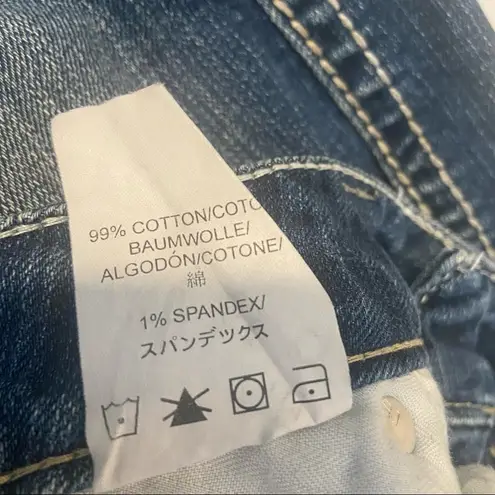 99% COTTON/COTO
BAUMWOLLE/
ALGODÓN/COTONE/
綿
1% SPANDEX/
スパンデックス